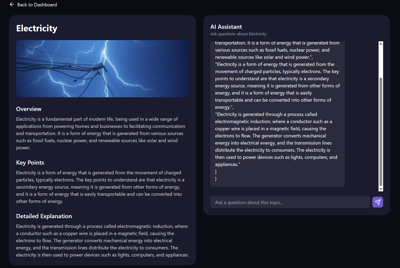 Back to Dashboard
Electricity
Overview
Electricity is a fundamental part of modern life, being used in a wide range of
applications from powering homes and businesses to facilitating communication
and transportation. It is a form of energy that is generated from various sources
such as fossil fuels, nuclear power, and renewable sources like solar and wind
power.
Key Points
Electricity is a form of energy that is generated from the movement of charged
particles, typically electrons. The key points to understand are that electricity is a
secondary energy source, meaning it is generated from other forms of energy,
and it is a form of energy that is easily transportable and can be converted into
other forms of energy.
Detailed Explanation
Electricity is generated through a process called electromagnetic induction, where
a conductor such as a copper wire is placed in a magnetic field, causing the
electrons to flow. The generator converts mechanical energy into electrical
energy, and the transmission lines distribute the electricity to consumers. The
electricity is then used to power devices such as lights, computers, and appliances.
AI Assistant
Ask questions about Electricity
transportation. It is a form of energy that is generated from
various sources such as fossil fuels, nuclear power, and
renewable sources like solar and wind power.",
"Electricity is a form of energy that is generated from the
movement of charged particles, typically electrons. The key
points to understand are that electricity is a secondary
energy source, meaning it is generated from other forms of
energy, and it is a form of energy that is easily
transportable and can be converted into other forms of
energy.",
"Electricity is generated through a process called
electromagnetic induction, where a conductor such as a
copper wire is placed in a magnetic field, causing the
electrons to flow. The generator converts mechanical energy
into electrical energy, and the transmission lines
distribute the electricity to consumers. The electricity is
then used to power devices such as lights, computers, and
appliances."
]
}
Ask a question about this topic...